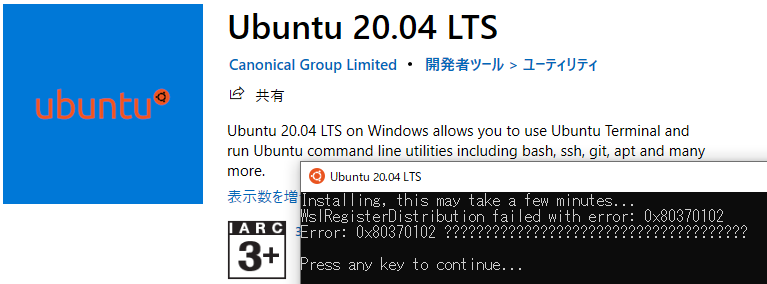 Ubuntu 20.04 LTS
Canonical Group Limited • 開発者ツール > ユーティリティ
共有
ubuntu
Ubuntu 20.04 LTS on Windows allows you to use Ubuntu Terminal and
run Ubuntu command line utilities including bash, ssh, git, apt and many
more.
表示数を増
IARC
3+
Ubuntu 20.04 LTS
Installing, this may take a few minutes...
WslRegisterDistribution failed with error: 0x80370102
Error: 0x80370102 ??????????????????????????????????????
Press any key to continue...